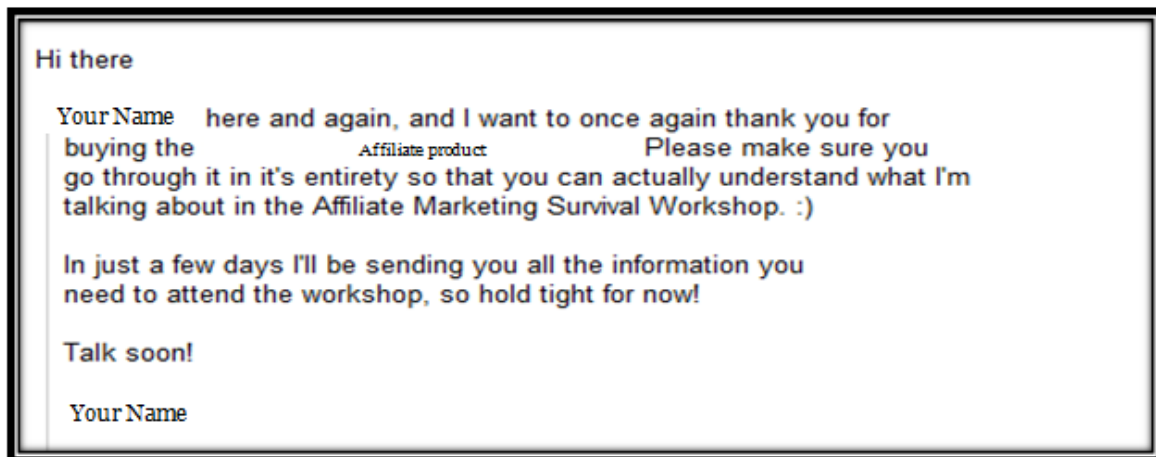 Hi there
Your Name here and again, and I want to once again thank you for
buying the Affiliate product Please make sure you
go through it in it's entirety so that you can actually understand what I'm
talking about in the Affiliate Marketing Survival Workshop. :)
In just a few days I'll be sending you all the information you
need to attend the workshop, so hold tight for now!
Talk soon!
Your Name